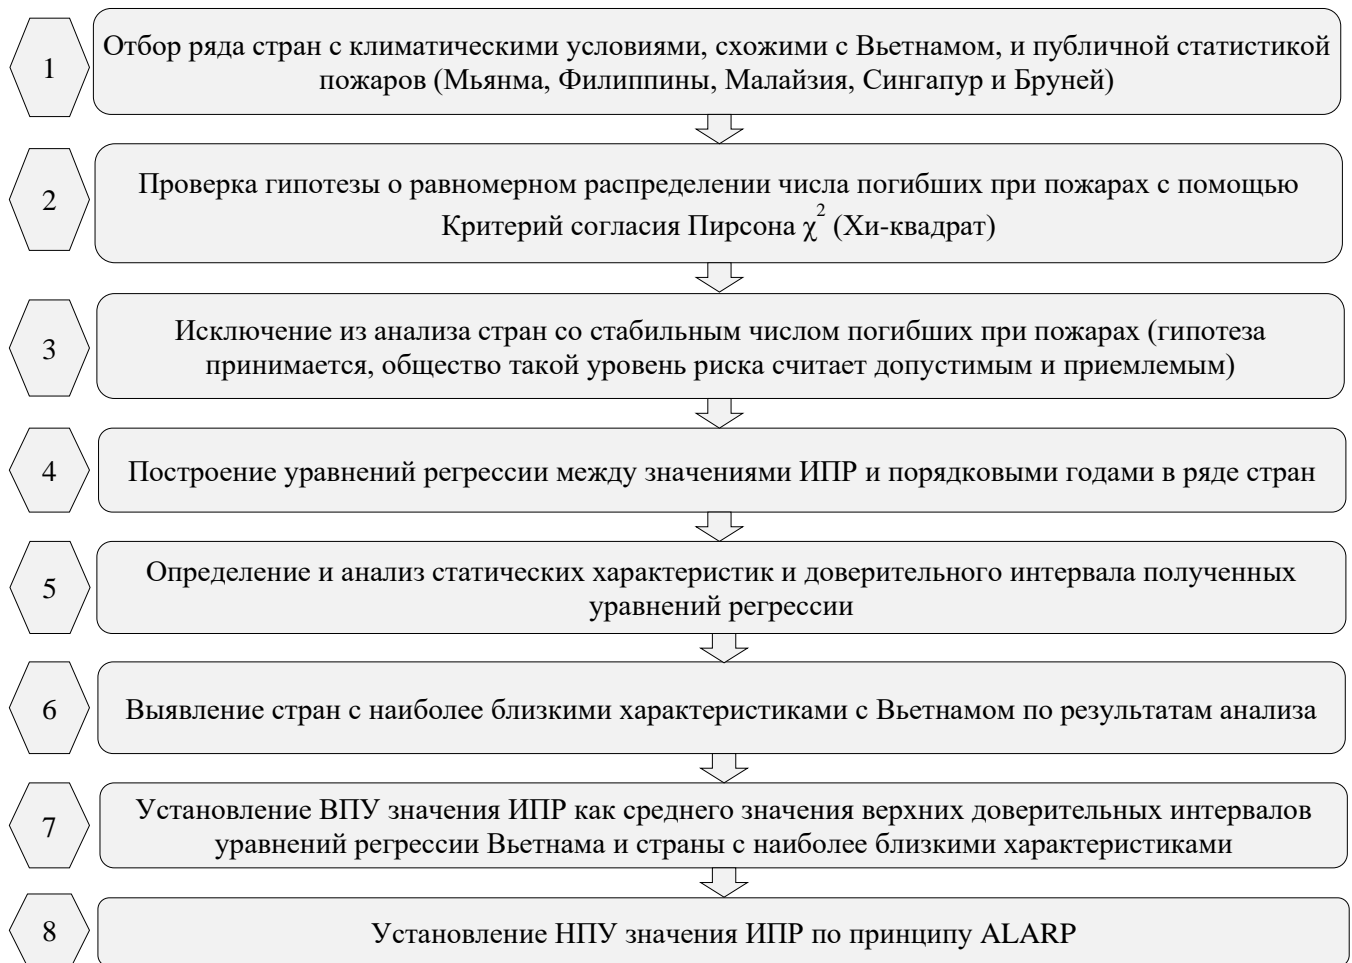 1
Отбор ряда стран с климатическими условиями, схожими с Вьетнамом, и публичной статистикой
пожаров (Мьянма, Филиппины, Малайзия, Сингапур и Бруней)
2
Проверка гипотезы о равномерном распределении числа погибших при пожарах с помощью
Критерий согласия Пирсона χ² (Хи-квадрат)
3
Исключение из анализа стран со стабильным числом погибших при пожарах (гипотеза
принимается, общество такой уровень риска считает допустимым и приемлемым)
4
Построение уравнений регрессии между значениями ИПР и порядковыми годами в ряде стран
5
Определение и анализ статических характеристик и доверительного интервала полученных
уравнений регрессии
6
Выявление стран с наиболее близкими характеристиками с Вьетнамом по результатам анализа
7
Установление ВПУ значения ИПР как среднего значения верхних доверительных интервалов
уравнений регрессии Вьетнама и страны с наиболее близкими характеристиками
8
Установление НПУ значения ИПР по принципу ALARP